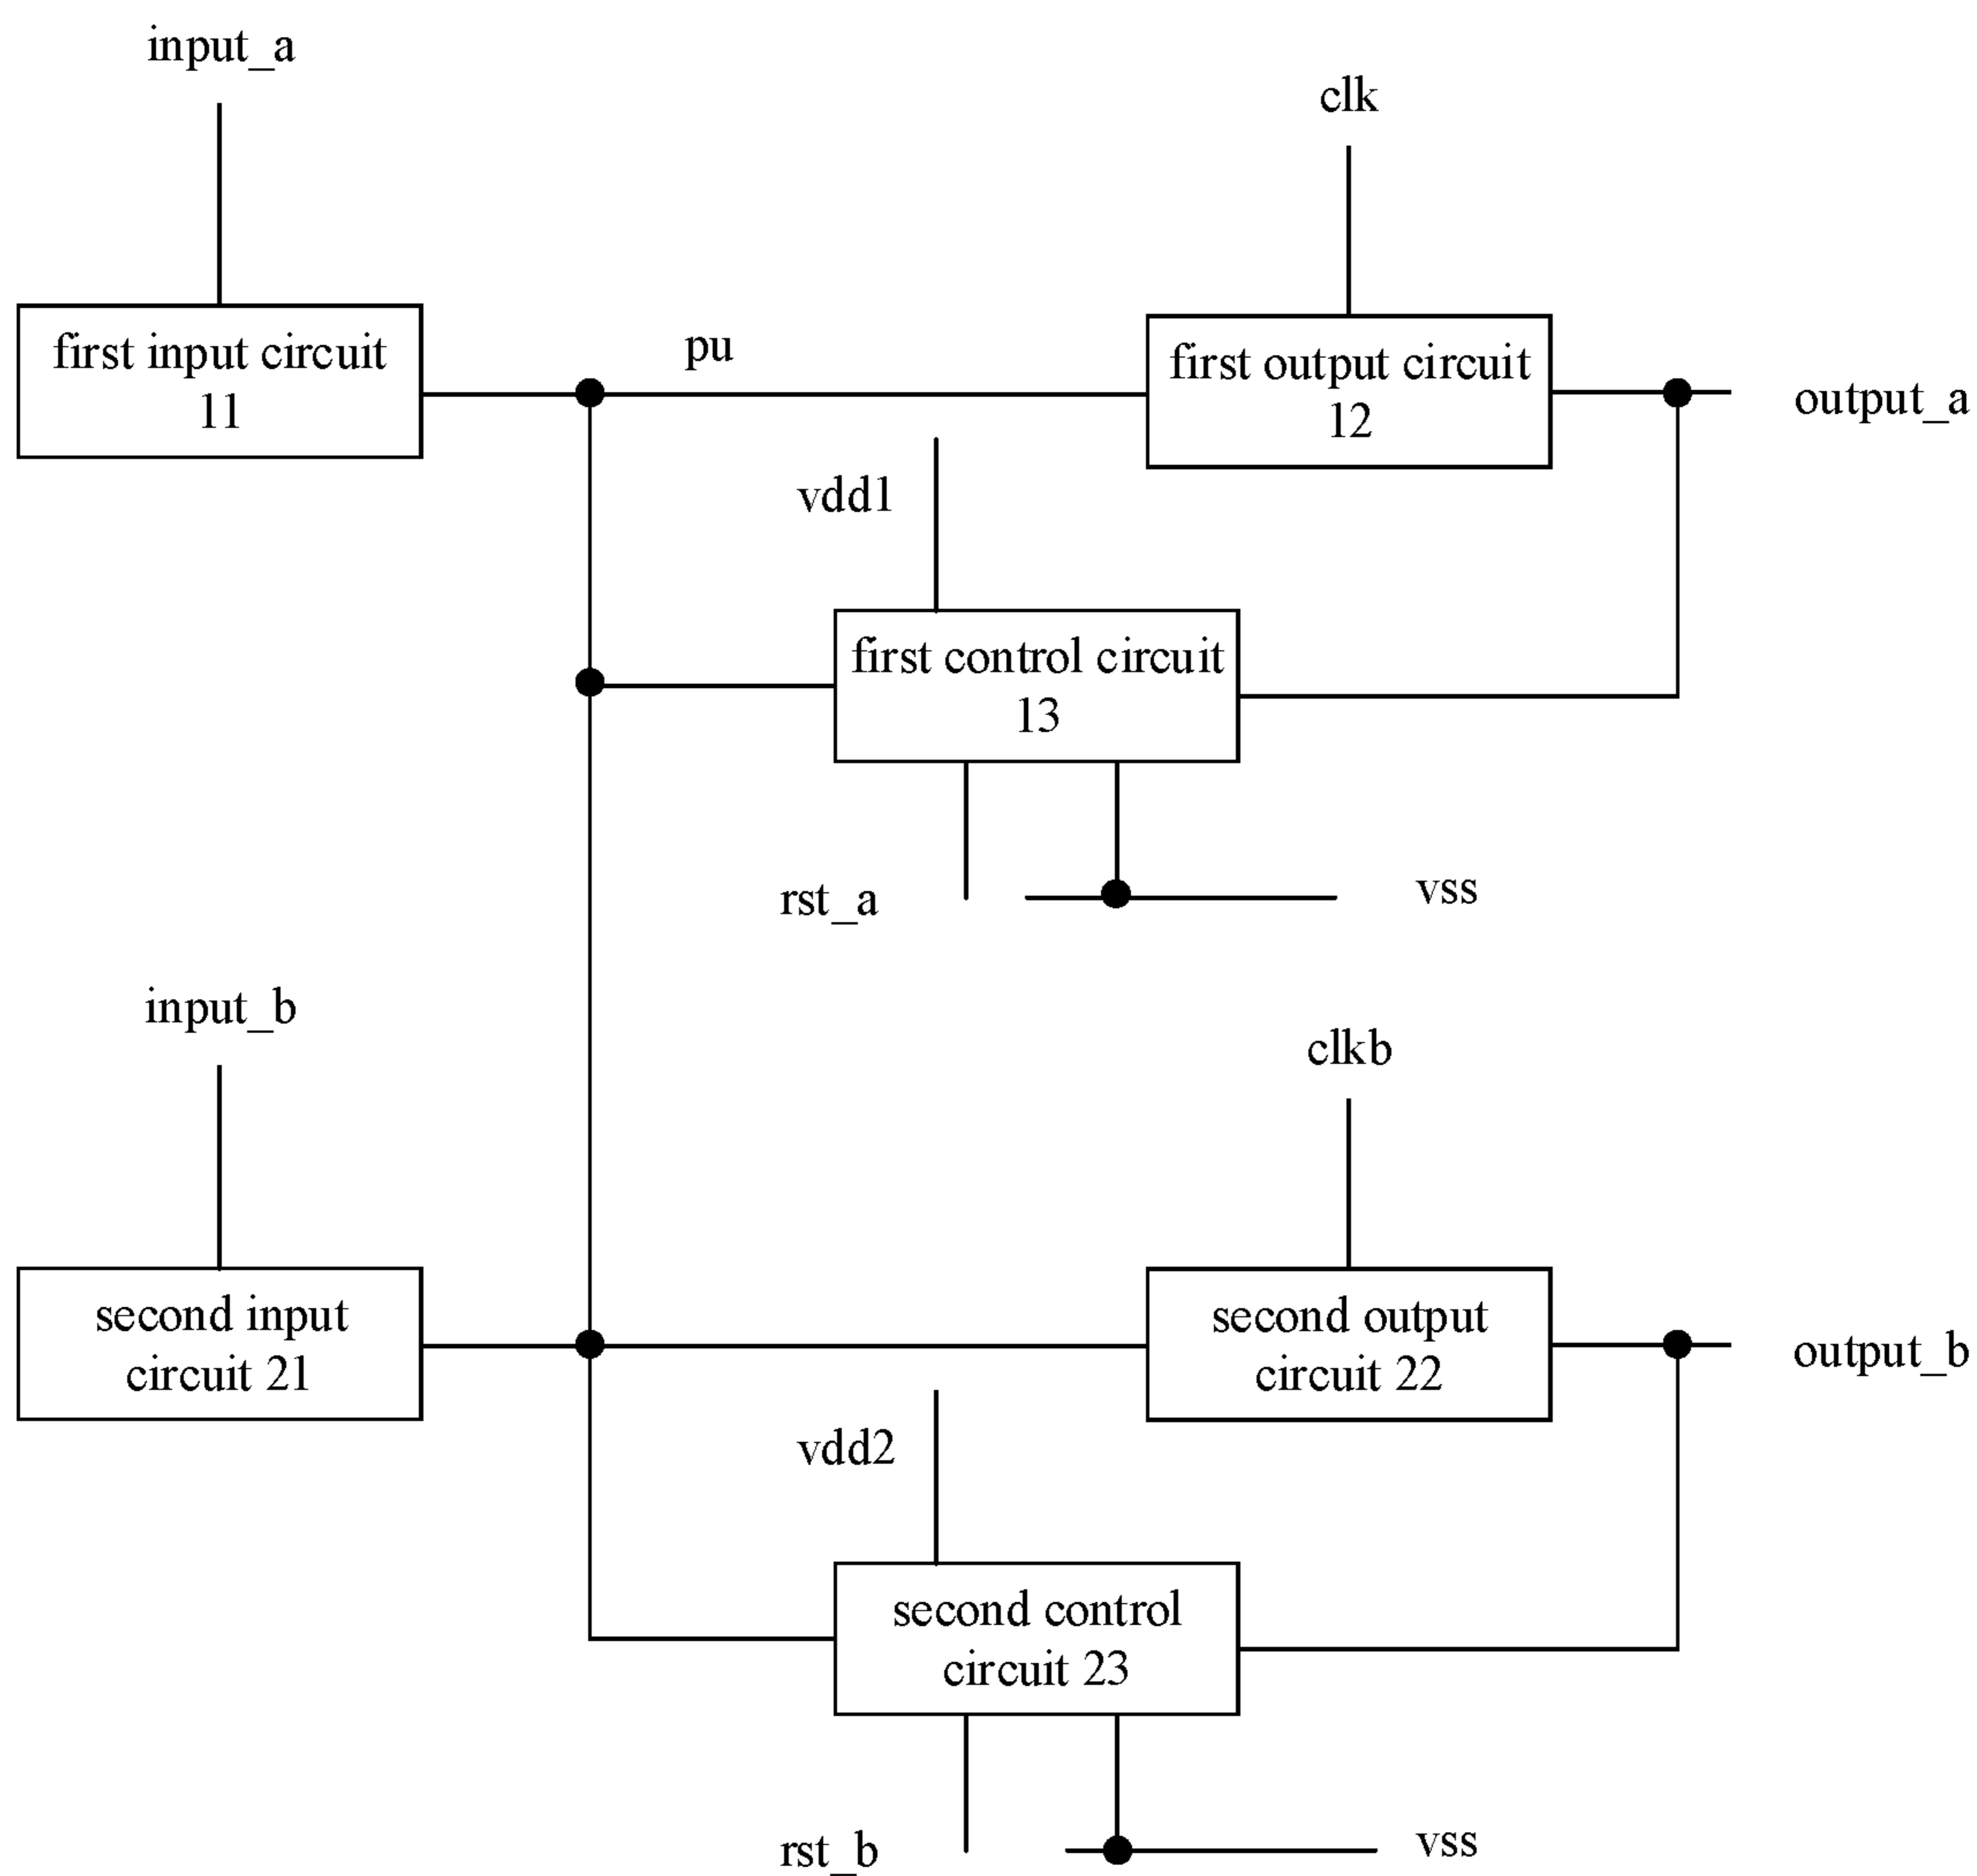 input_a
clk
first input circuit
11
pu
first output circuit
12
output_a
vdd1
first control circuit
13
rst_a
vss
input_b
clkb
second input
circuit 21
second output
circuit 22
output_b
vdd2
second control
circuit 23
rst_b
vss